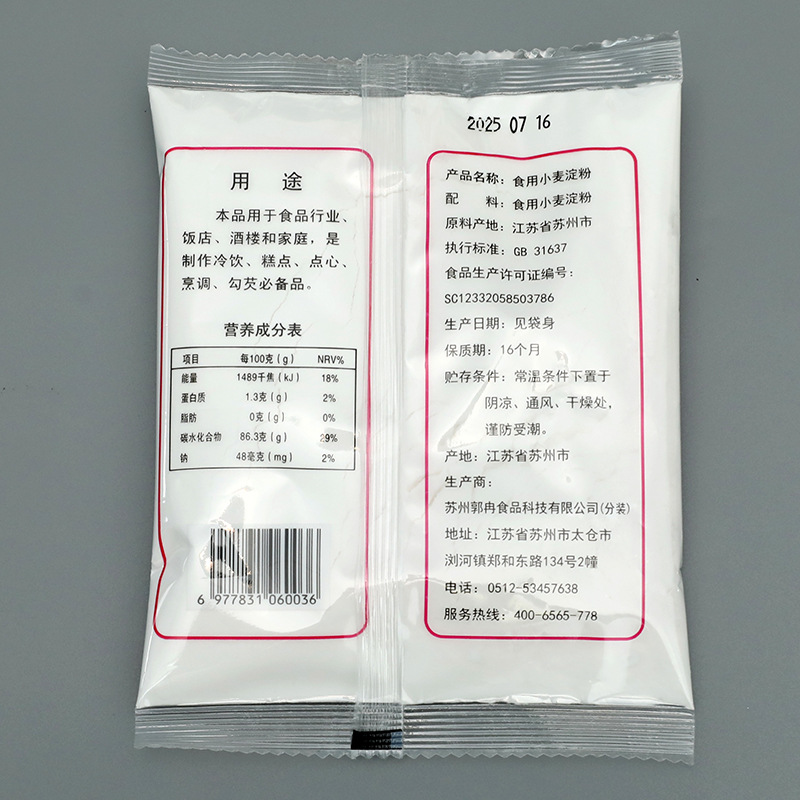 2025 07 16
用 途
本品用于食品行业、
饭店、酒楼和家庭，是
制作冷饮、糕点、点心、
烹调、勾芡必备品。
营养成分表
项目 每100克（g） NRV%
能量 1489千焦（kJ） 18%
蛋白质 1.3克（g） 2%
脂肪 0克（g） 0%
碳水化合物 86.3克（g） 29%
钠 48毫克（mg） 2%
6 977831 060036
产品名称：食用小麦淀粉
配 料：食用小麦淀粉
原料产地：江苏省苏州市
执行标准：GB 31637
食品生产许可证编号：
SC12332058503786
生产日期：见袋身
保质期：16个月
贮存条件：常温条件下置于
阴凉、通风、干燥处，
谨防受潮。
产地：江苏省苏州市
生产商：
苏州郭冉食品科技有限公司(分装)
地址：江苏省苏州市太仓市
浏河镇郑和东路134号2幢
电话：0512-53457638
服务热线：400-6565-778